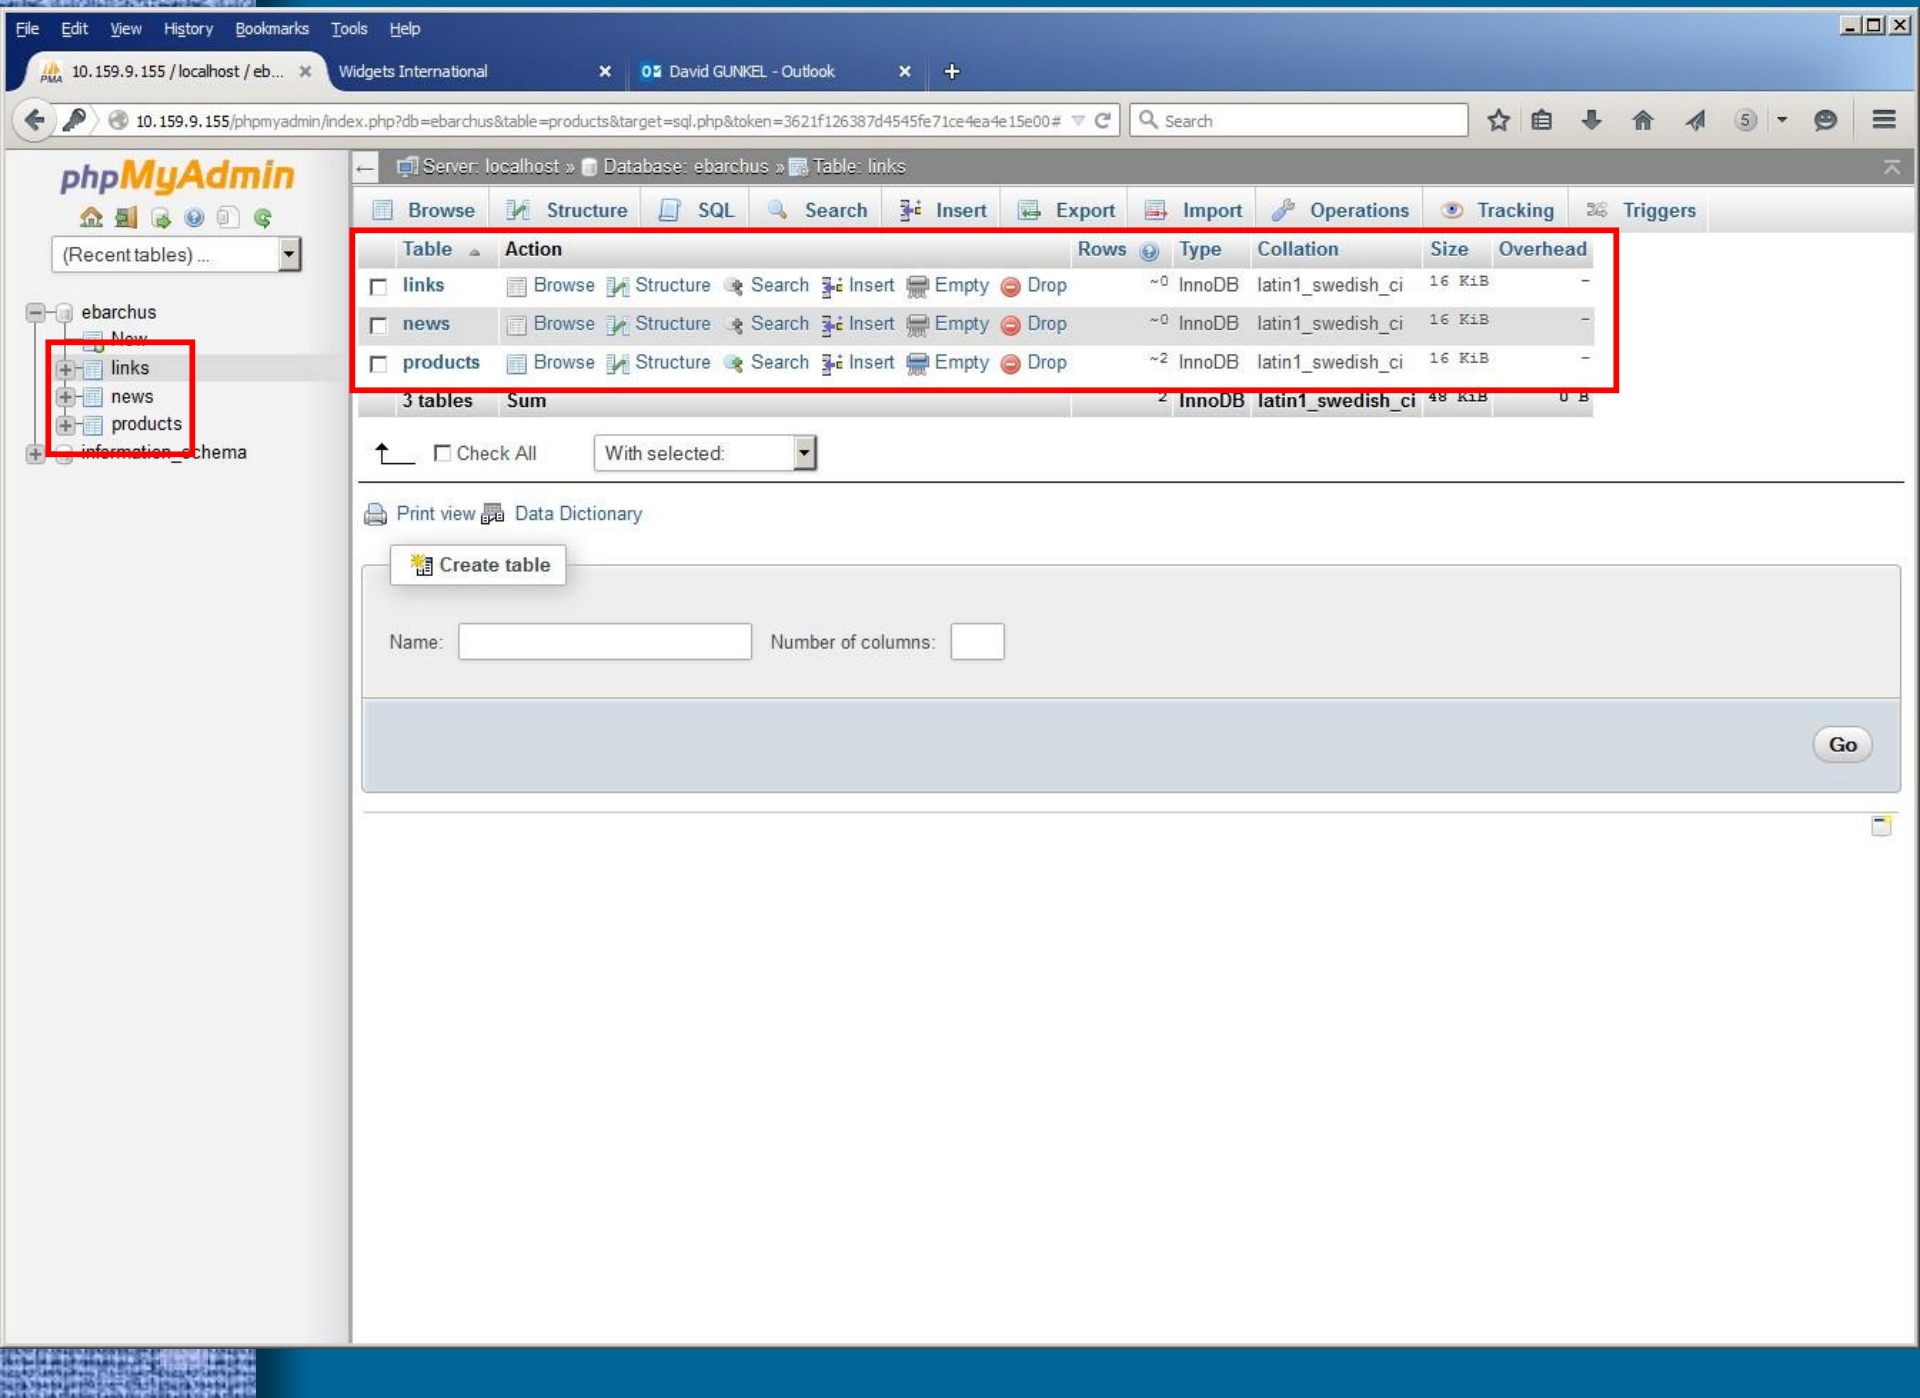 File Edit View History Bookmarks Tools Help
10.159.9.155 / localhost / eb... Widgets International David GUNKEL - Outlook
10.159.9.155/phpmyadmin/index.php?db=ebarchus&table=products&target=sql.php&token=3621f126387d4545fe71ce4ea4e15e00# Search 5
phpMyAdmin
(Recent tables) ...
ebarchus
New
links
news
products
information_schema
Server: localhost » Database: ebarchus » Table: links
Browse Structure SQL Search Insert Export Import Operations Tracking Triggers
Table Action Rows Type Collation Size Overhead
links Browse Structure Search Insert Empty Drop ~0 InnoDB latin1_swedish_ci 16 KiB -
news Browse Structure Search Insert Empty Drop ~0 InnoDB latin1_swedish_ci 16 KiB -
products Browse Structure Search Insert Empty Drop ~2 InnoDB latin1_swedish_ci 16 KiB -
3 tables Sum 2 InnoDB latin1_swedish_ci 48 KiB 0 B
Check All With selected:
Print view Data Dictionary
Create table
Name: Number of columns:
Go